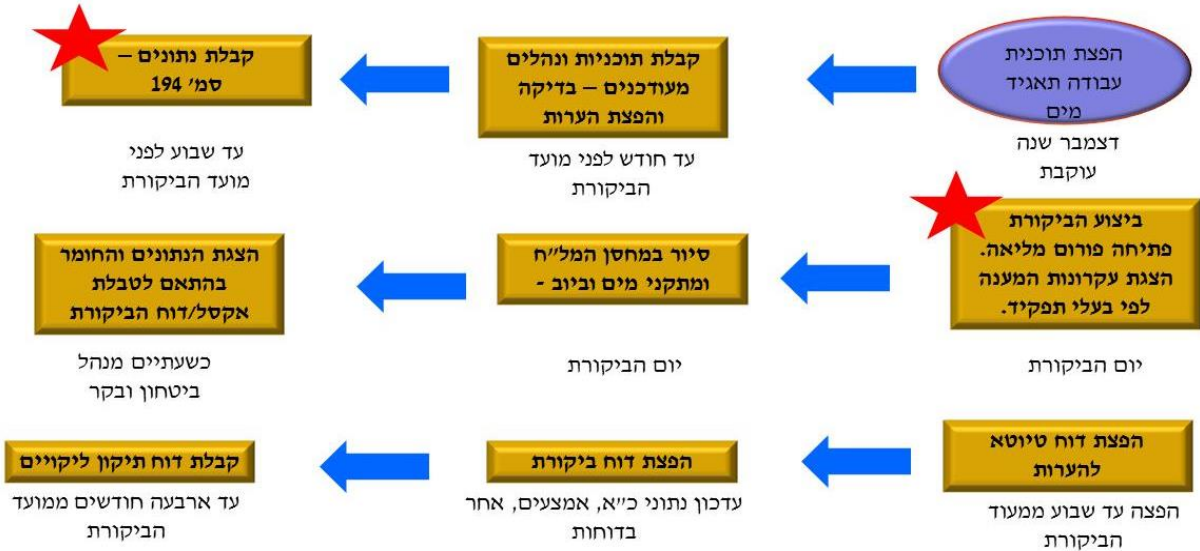 הפצת תוכנית
עבודה תאגיד
מים
דצמבר שנה
עוקבת
קבלת תוכניות ונהלים
מעודכנים – בדיקה
והפצת הערות
עד חודש לפני מועד
הביקורת
קבלת נתונים –
סמ׳ 194
עד שבוע לפני
מועד הביקורת
ביצוע הביקורת
פתיחה פורום מליאה.
הצגת עקרונות המענה
לפי בעלי תפקיד.
יום הביקורת
סיור במחסן המל״ח
ומתקני מים וביוב -
יום הביקורת
הצגת הנתונים והחומר
בהתאם לטבלת
אקסל/דוח הביקורת
כשעתיים מנהל
ביטחון ובקר
הפצת דוח טיוטא
להערות
הפצה עד שבוע ממעוד
הביקורת
הפצת דוח ביקורת
עדכון נתוני כ״א, אמצעים, אחר
בדוחות
קבלת דוח תיקון ליקויים
עד ארבעה חודשים ממועד
הביקורת